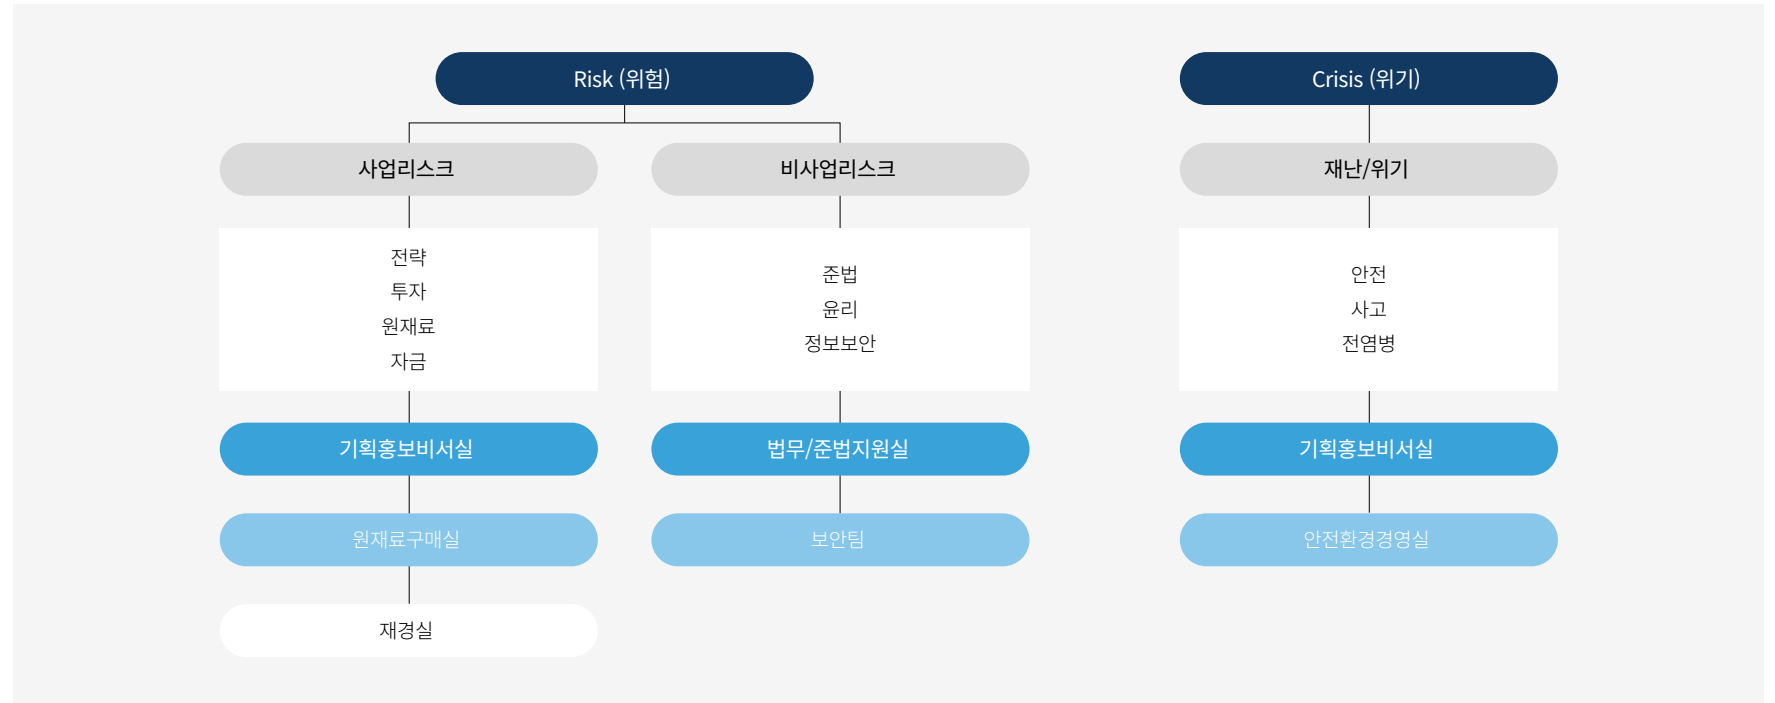 Risk (위험)
Crisis (위기)
사업리스크
비사업리스크
재난/위기
전략
투자
원재료
자금
준법
윤리
정보보안
안전
사고
전염병
기획홍보비서실
법무/준법지원실
기획홍보비서실
원재료구매실
보안팀
안전환경경영실
재경실